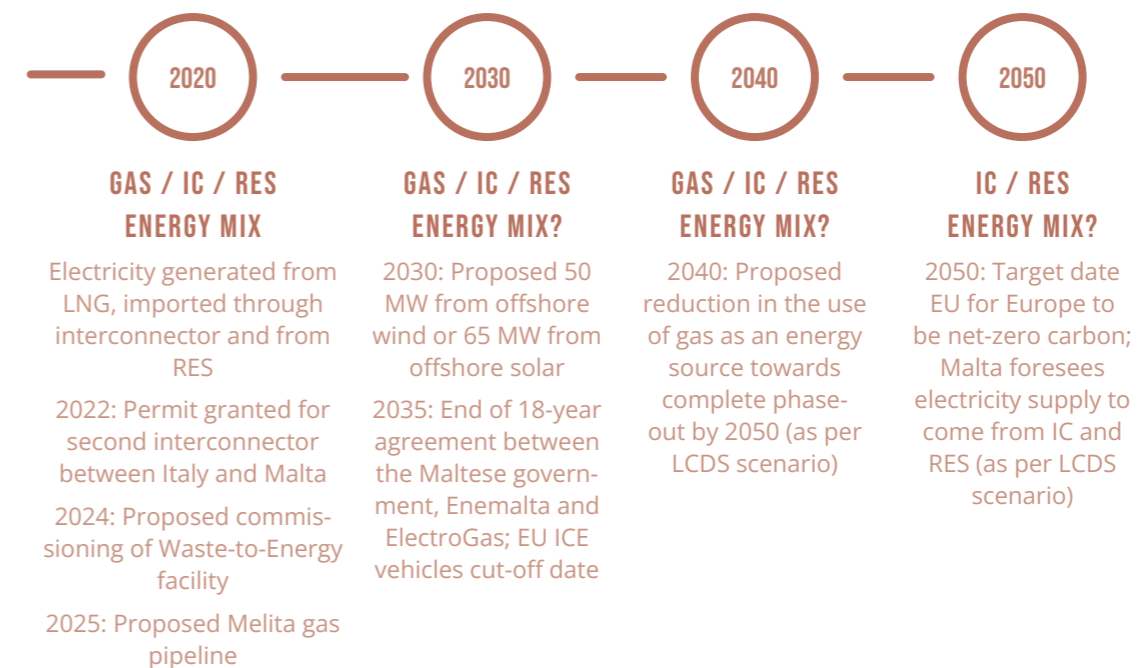 2020
GAS / IC / RES
ENERGY MIX
Electricity generated from
LNG, imported through
interconnector and from
RES
2022: Permit granted for
second interconnector
between Italy and Malta
2024: Proposed commis-
sioning of Waste-to-Energy
facility
2025: Proposed Melita gas
pipeline
2030
GAS / IC / RES
ENERGY MIX?
2030: Proposed 50
MW from offshore
wind or 65 MW from
offshore solar
2035: End of 18-year
agreement between
the Maltese govern-
ment, Enemalta and
ElectroGas; EU ICE
vehicles cut-off date
2040
GAS / IC / RES
ENERGY MIX?
2040: Proposed
reduction in the use
of gas as an energy
source towards
complete phase-
out by 2050 (as per
LCDS scenario)
2050
IC / RES
ENERGY MIX?
2050: Target date
EU for Europe to
be net-zero carbon;
Malta foresees
electricity supply to
come from IC and
RES (as per LCDS
scenario)